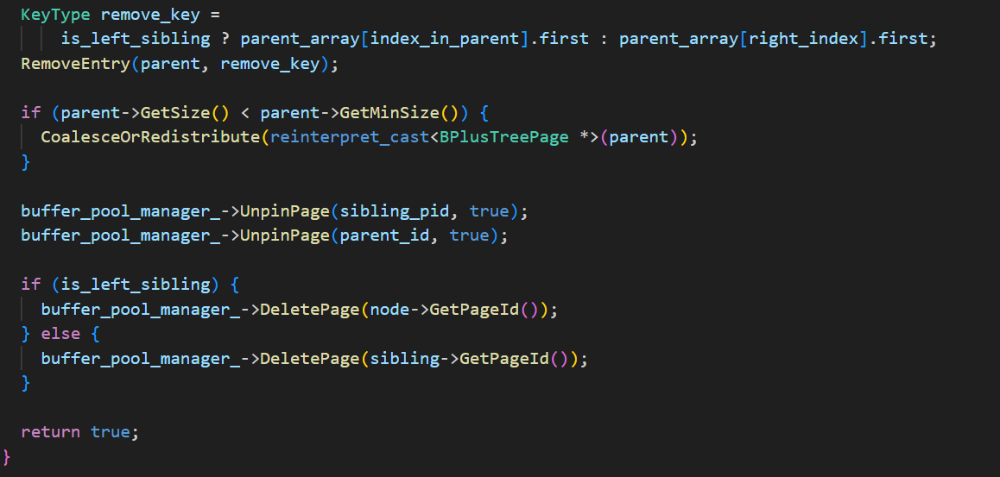 KeyType remove_key =
is_left_sibling ? parent_array[index_in_parent].first : parent_array[right_index].first;
RemoveEntry(parent, remove_key);
if (parent->GetSize() < parent->GetMinSize()) {
CoalesceOrRedistribute(reinterpret_cast<BPlusTreePage *>(parent));
}
buffer_pool_manager_->UnpinPage(sibling_pid, true);
buffer_pool_manager_->UnpinPage(parent_id, true);
if (is_left_sibling) {
buffer_pool_manager_->DeletePage(node->GetPageId());
} else {
buffer_pool_manager_->DeletePage(sibling->GetPageId());
}
return true;
}